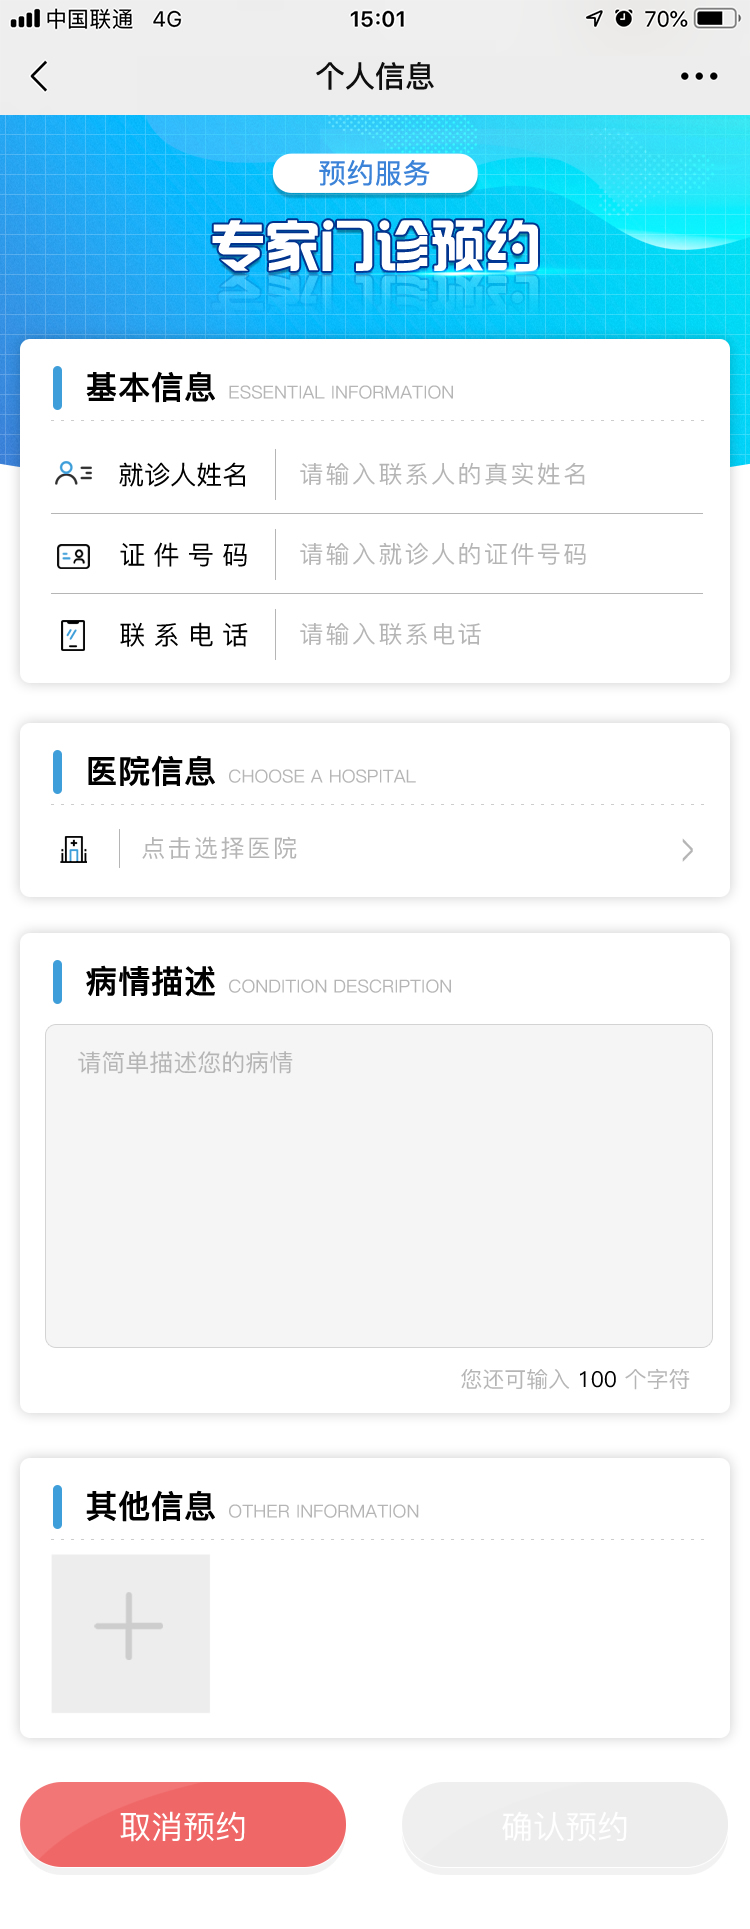 中国联通 4G 15:01 70%
个人信息
预约服务
专家门诊预约
基本信息 ESSENTIAL INFORMATION
就诊人姓名 请输入联系人的真实姓名
证件号码 请输入就诊人的证件号码
联系电话 请输入联系电话
医院信息 CHOOSE A HOSPITAL
点击选择医院
病情描述 CONDITION DESCRIPTION
请简单描述您的病情
您还可输入 100 个字符
其他信息 OTHER INFORMATION
取消预约 确认预约